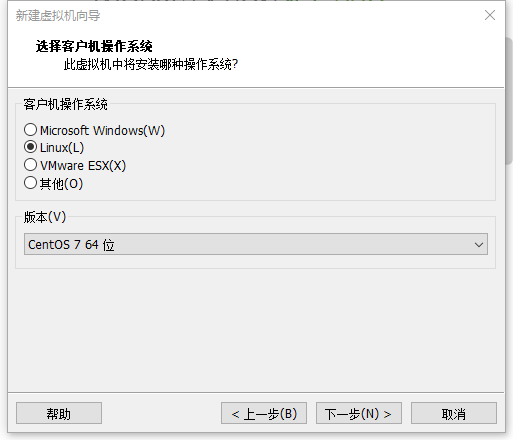 新建虚拟机向导
选择客户机操作系统
此虚拟机中将安装哪种操作系统?
客户机操作系统
Microsoft Windows(W)
Linux(L)
VMware ESX(X)
其他(O)
版本(V)
CentOS 7 64 位
帮助
< 上一步(B)
下一步(N) >
取消